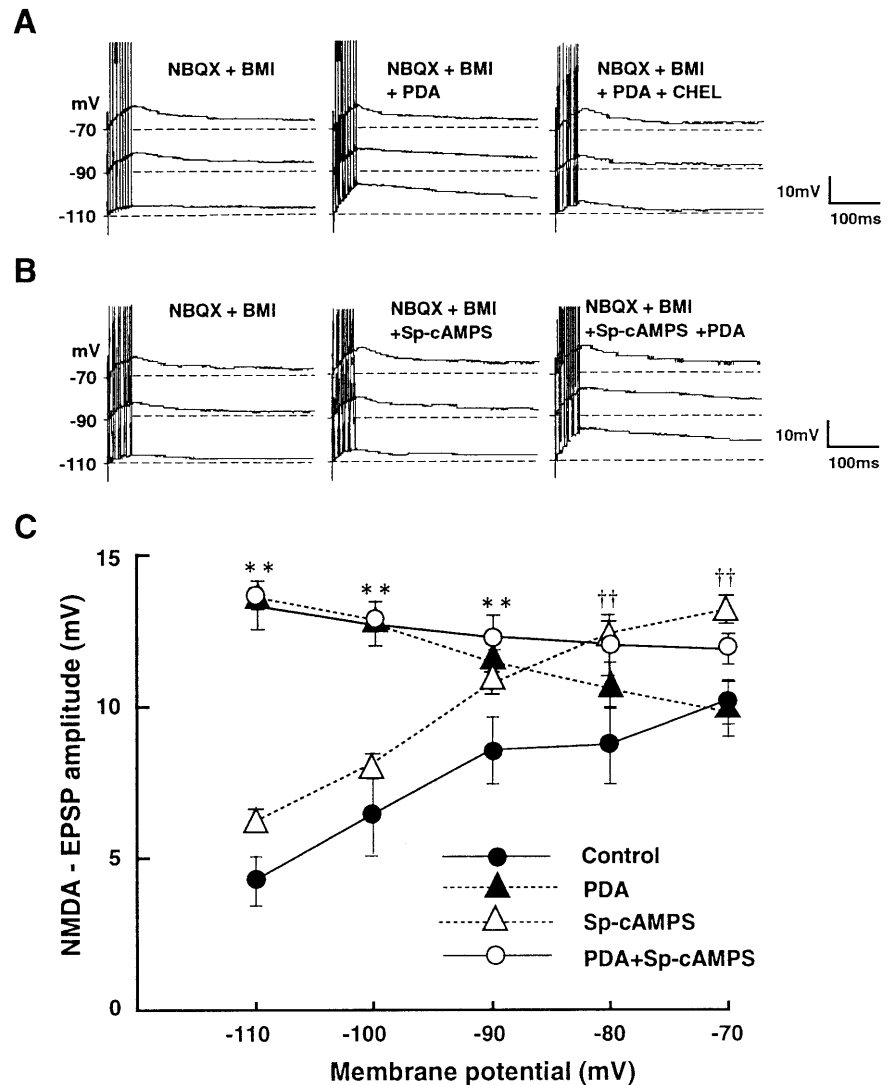 A
NBQX + BMI
NBQX + BMI
+ PDA
NBQX + BMI
+ PDA + CHEL
mV
-70
-90
-110
10mV
100ms
B
NBQX + BMI
NBQX + BMI
+Sp-cAMPS
NBQX + BMI
+Sp-cAMPS +PDA
mV
-70
-90
-110
10mV
100ms
C
NMDA - EPSP amplitude (mV)
15
10
5
0
**
**
**
††
††
Control
PDA
Sp-cAMPS
PDA+Sp-cAMPS
-110 -100 -90 -80 -70
Membrane potential (mV)